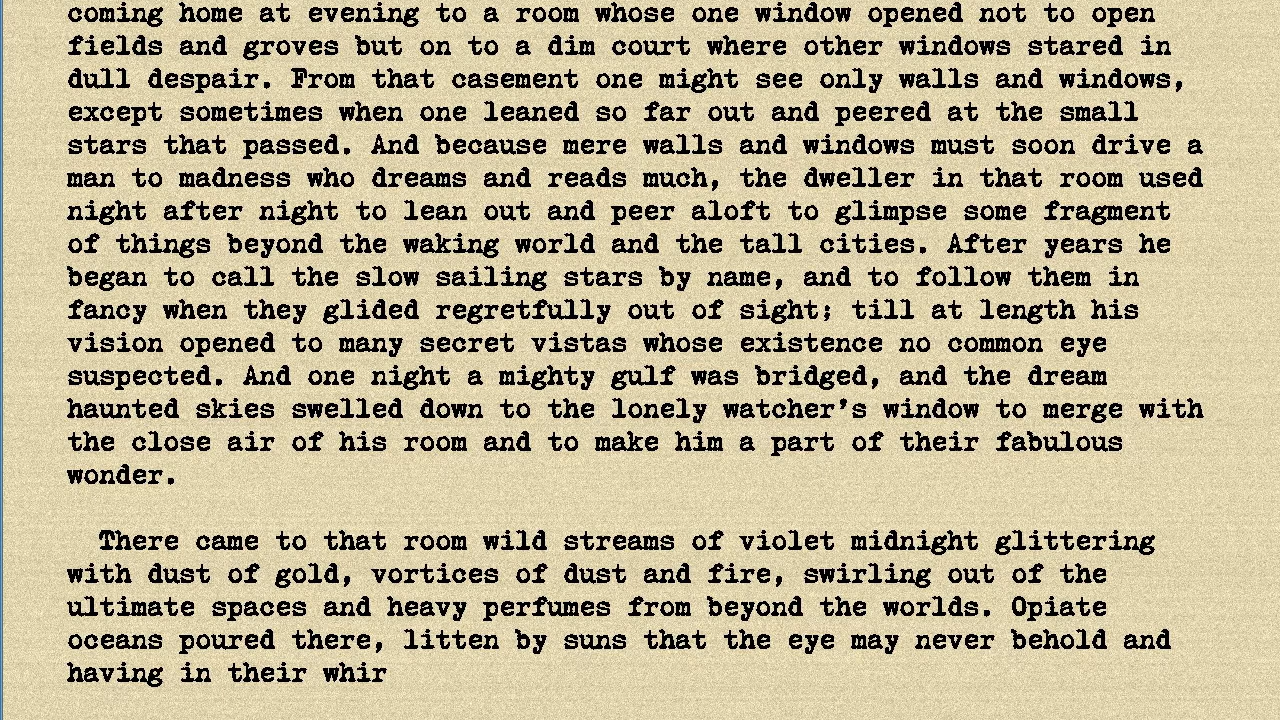 coming home at evening to a room whose one window opened not to open
fields and groves but on to a dim court where other windows stared in
dull despair. From that casement one might see only walls and windows,
except sometimes when one leaned so far out and peered at the small
stars that passed. And because mere walls and windows must soon drive a
man to madness who dreams and reads much, the dweller in that room used
night after night to lean out and peer aloft to glimpse some fragment
of things beyond the waking world and the tall cities. After years he
began to call the slow sailing stars by name, and to follow them in
fancy when they glided regretfully out of sight; till at length his
vision opened to many secret vistas whose existence no common eye
suspected. And one night a mighty gulf was bridged, and the dream
haunted skies swelled down to the lonely watcher's window to merge with
the close air of his room and to make him a part of their fabulous
wonder.
There came to that room wild streams of violet midnight glittering
with dust of gold, vortices of dust and fire, swirling out of the
ultimate spaces and heavy perfumes from beyond the worlds. Opiate
oceans poured there, litten by suns that the eye may never behold and
having in their whir